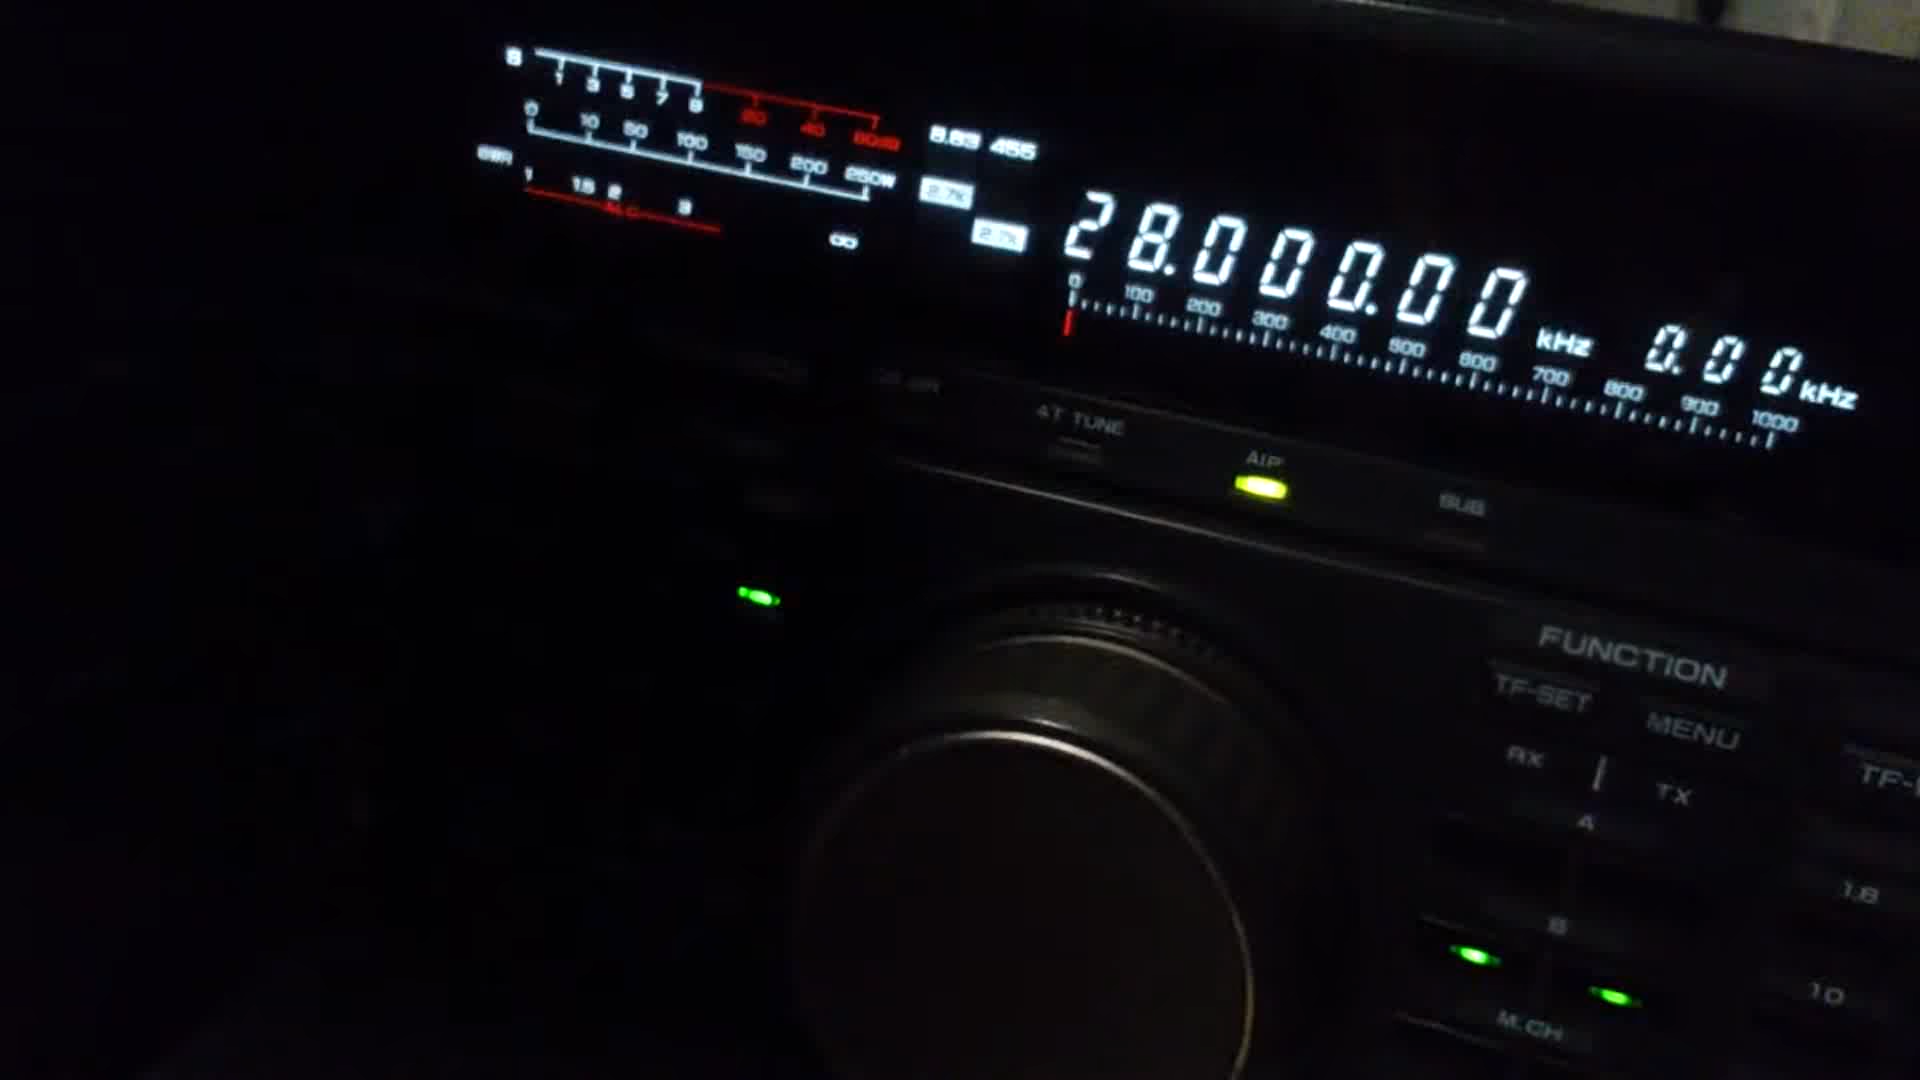 S 1 3 5 7 9 20 40 60dB
0 10 50 100 150 200 250W
SWR 1 1.5 2 3 ∞
ALC
8.83 455
2.7k
2.7k
28.000.00 kHz 0.00 kHz
0 100 200 300 400 500 600 700 800 900 1000
AT TUNE
AIP
SUB
FUNCTION
TF-SET MENU
RX TX
A
1.8
B
10
M.CH